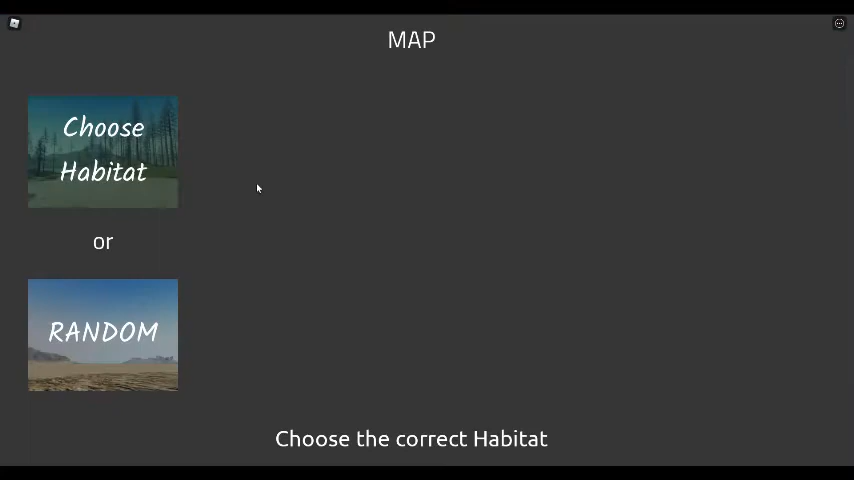 MAP
Choose
Habitat
or
RANDOM
Choose the correct Habitat